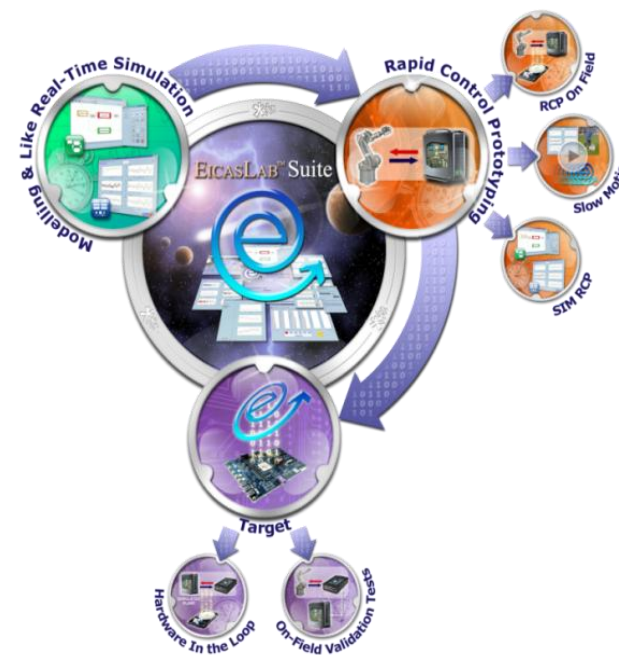 Modelling & Like Real-Time Simulation
EICASLAB™ Suite
Rapid Control Prototyping
RCP On Field
SIM RCP
Target
Hardware In the Loop
On-Field Validation Tests